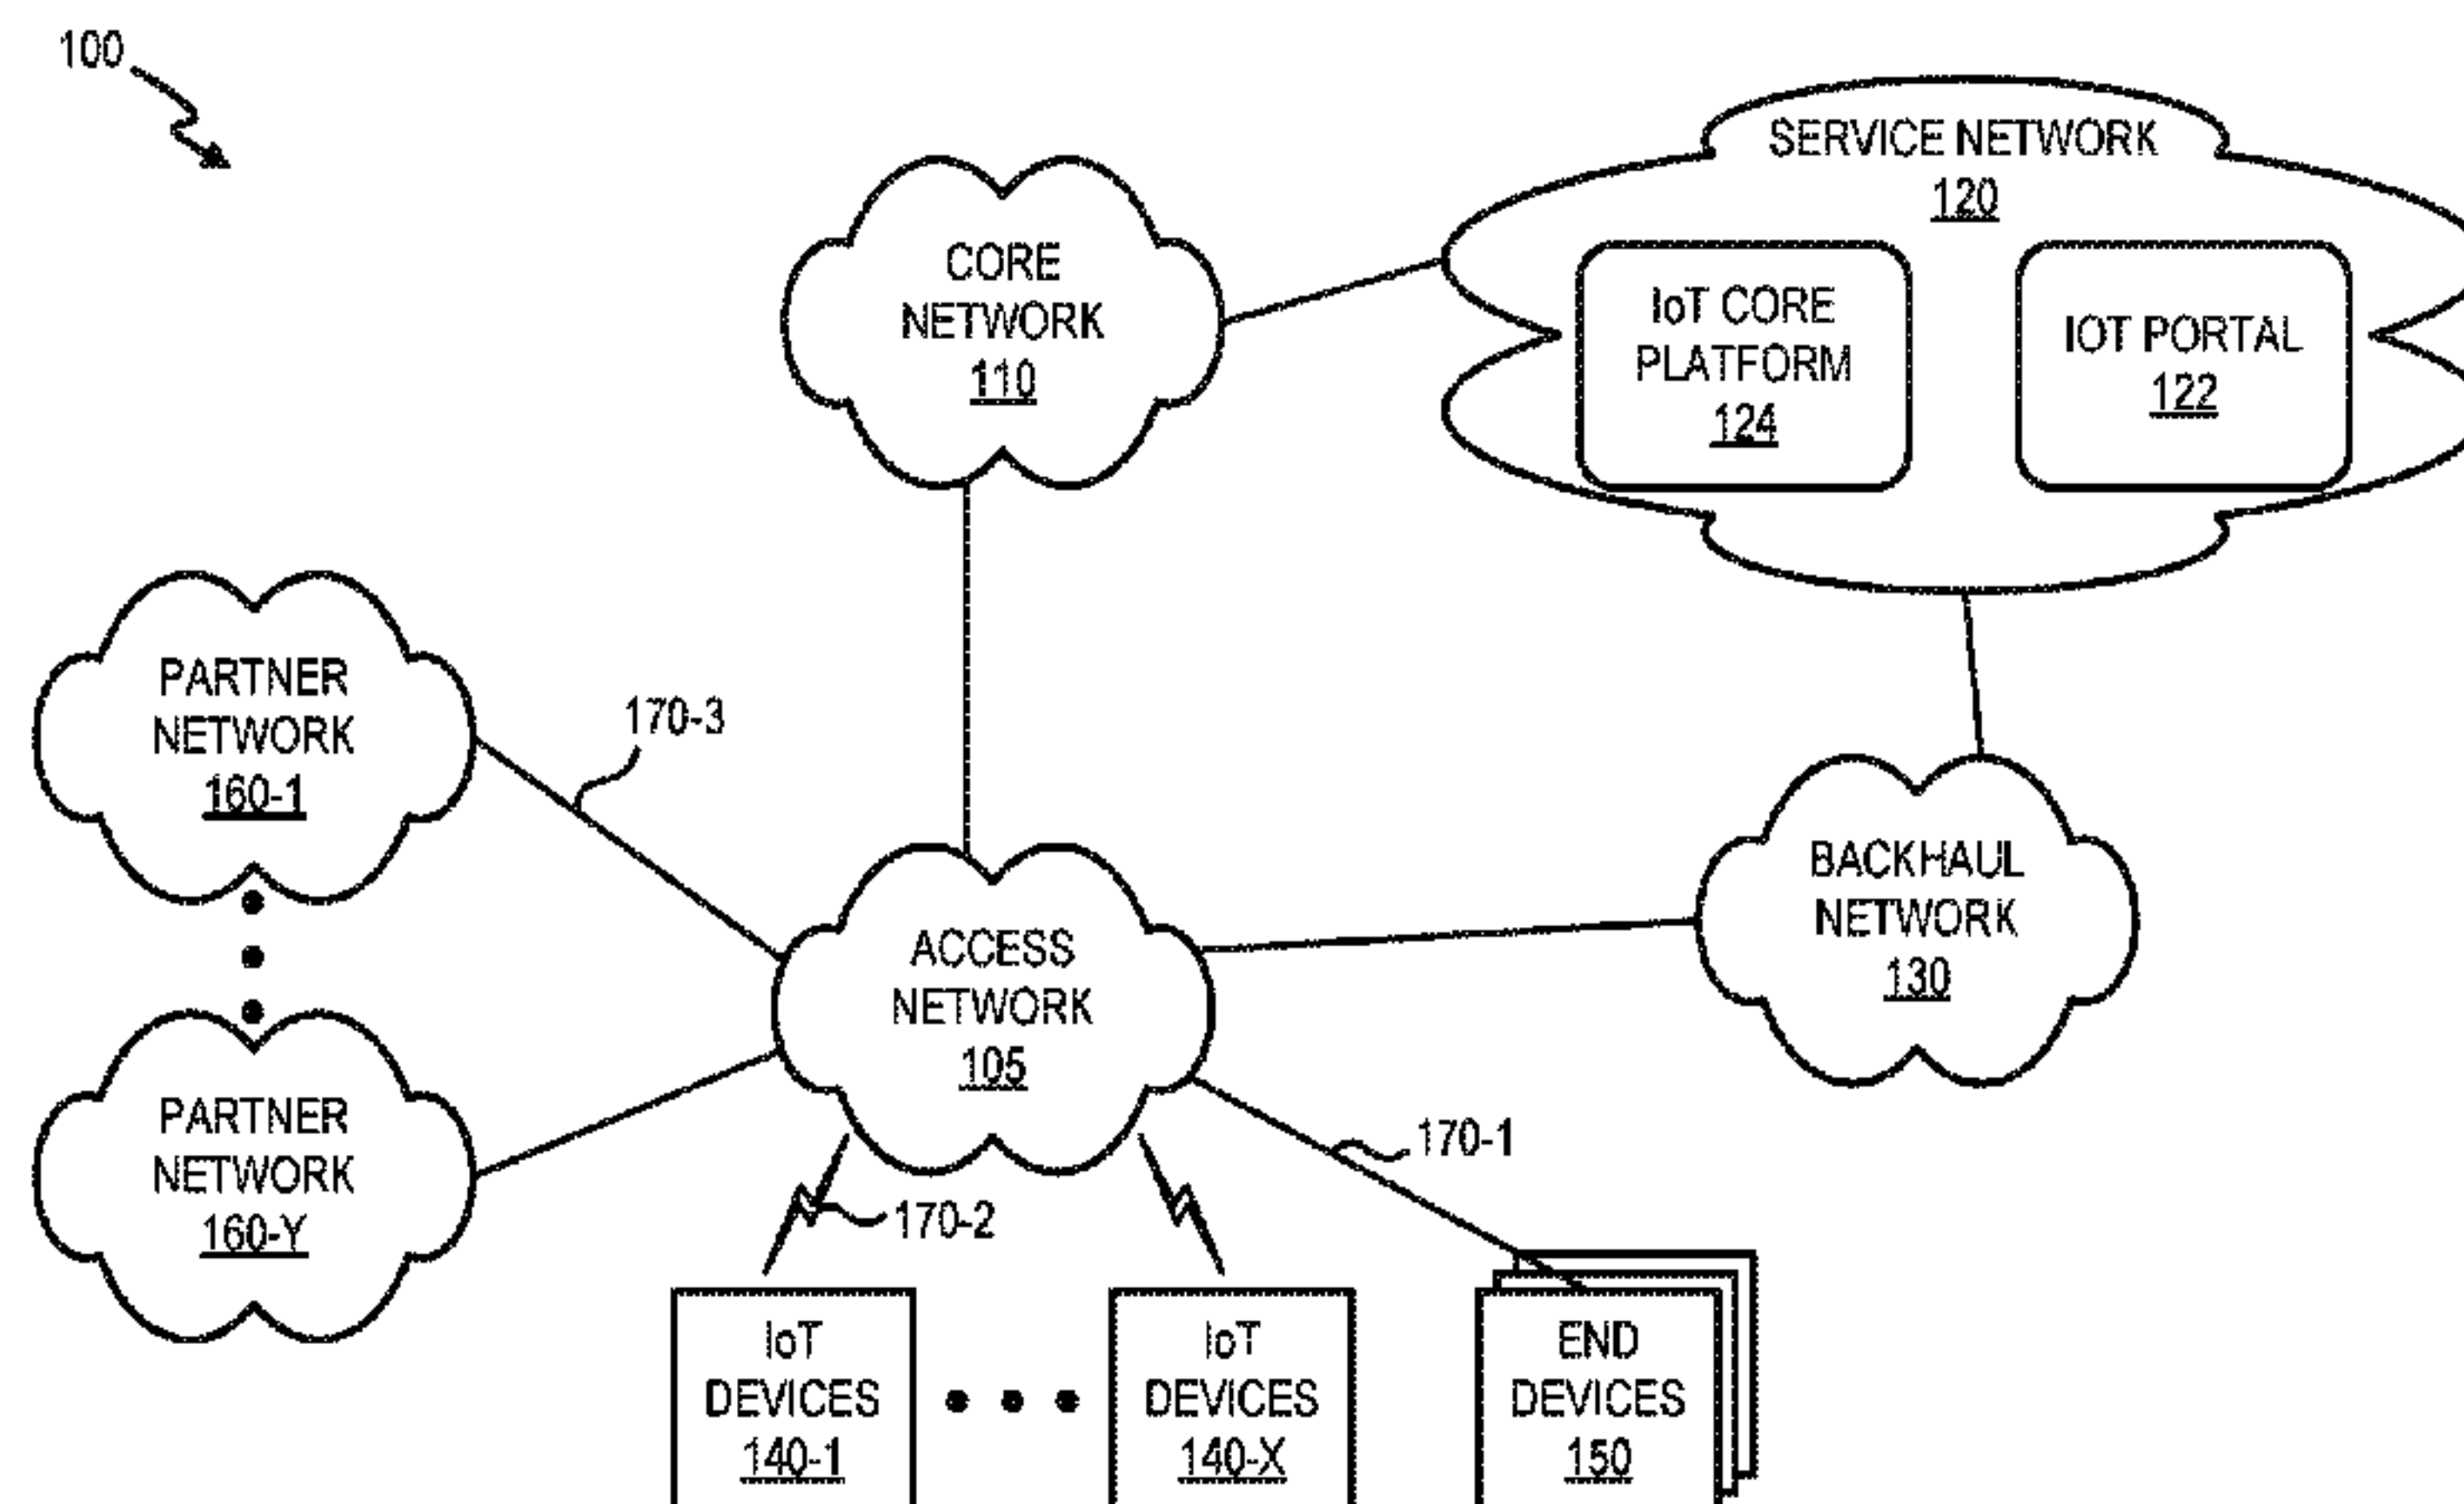 100
SERVICE NETWORK
120
CORE
NETWORK
110
IoT CORE
PLATFORM
124
IOT PORTAL
122
PARTNER
NETWORK
160-1
170-3
BACKHAUL
NETWORK
130
ACCESS
NETWORK
105
PARTNER
NETWORK
160-Y
170-1
170-2
IoT
DEVICES
140-1
IoT
DEVICES
140-X
END
DEVICES
150